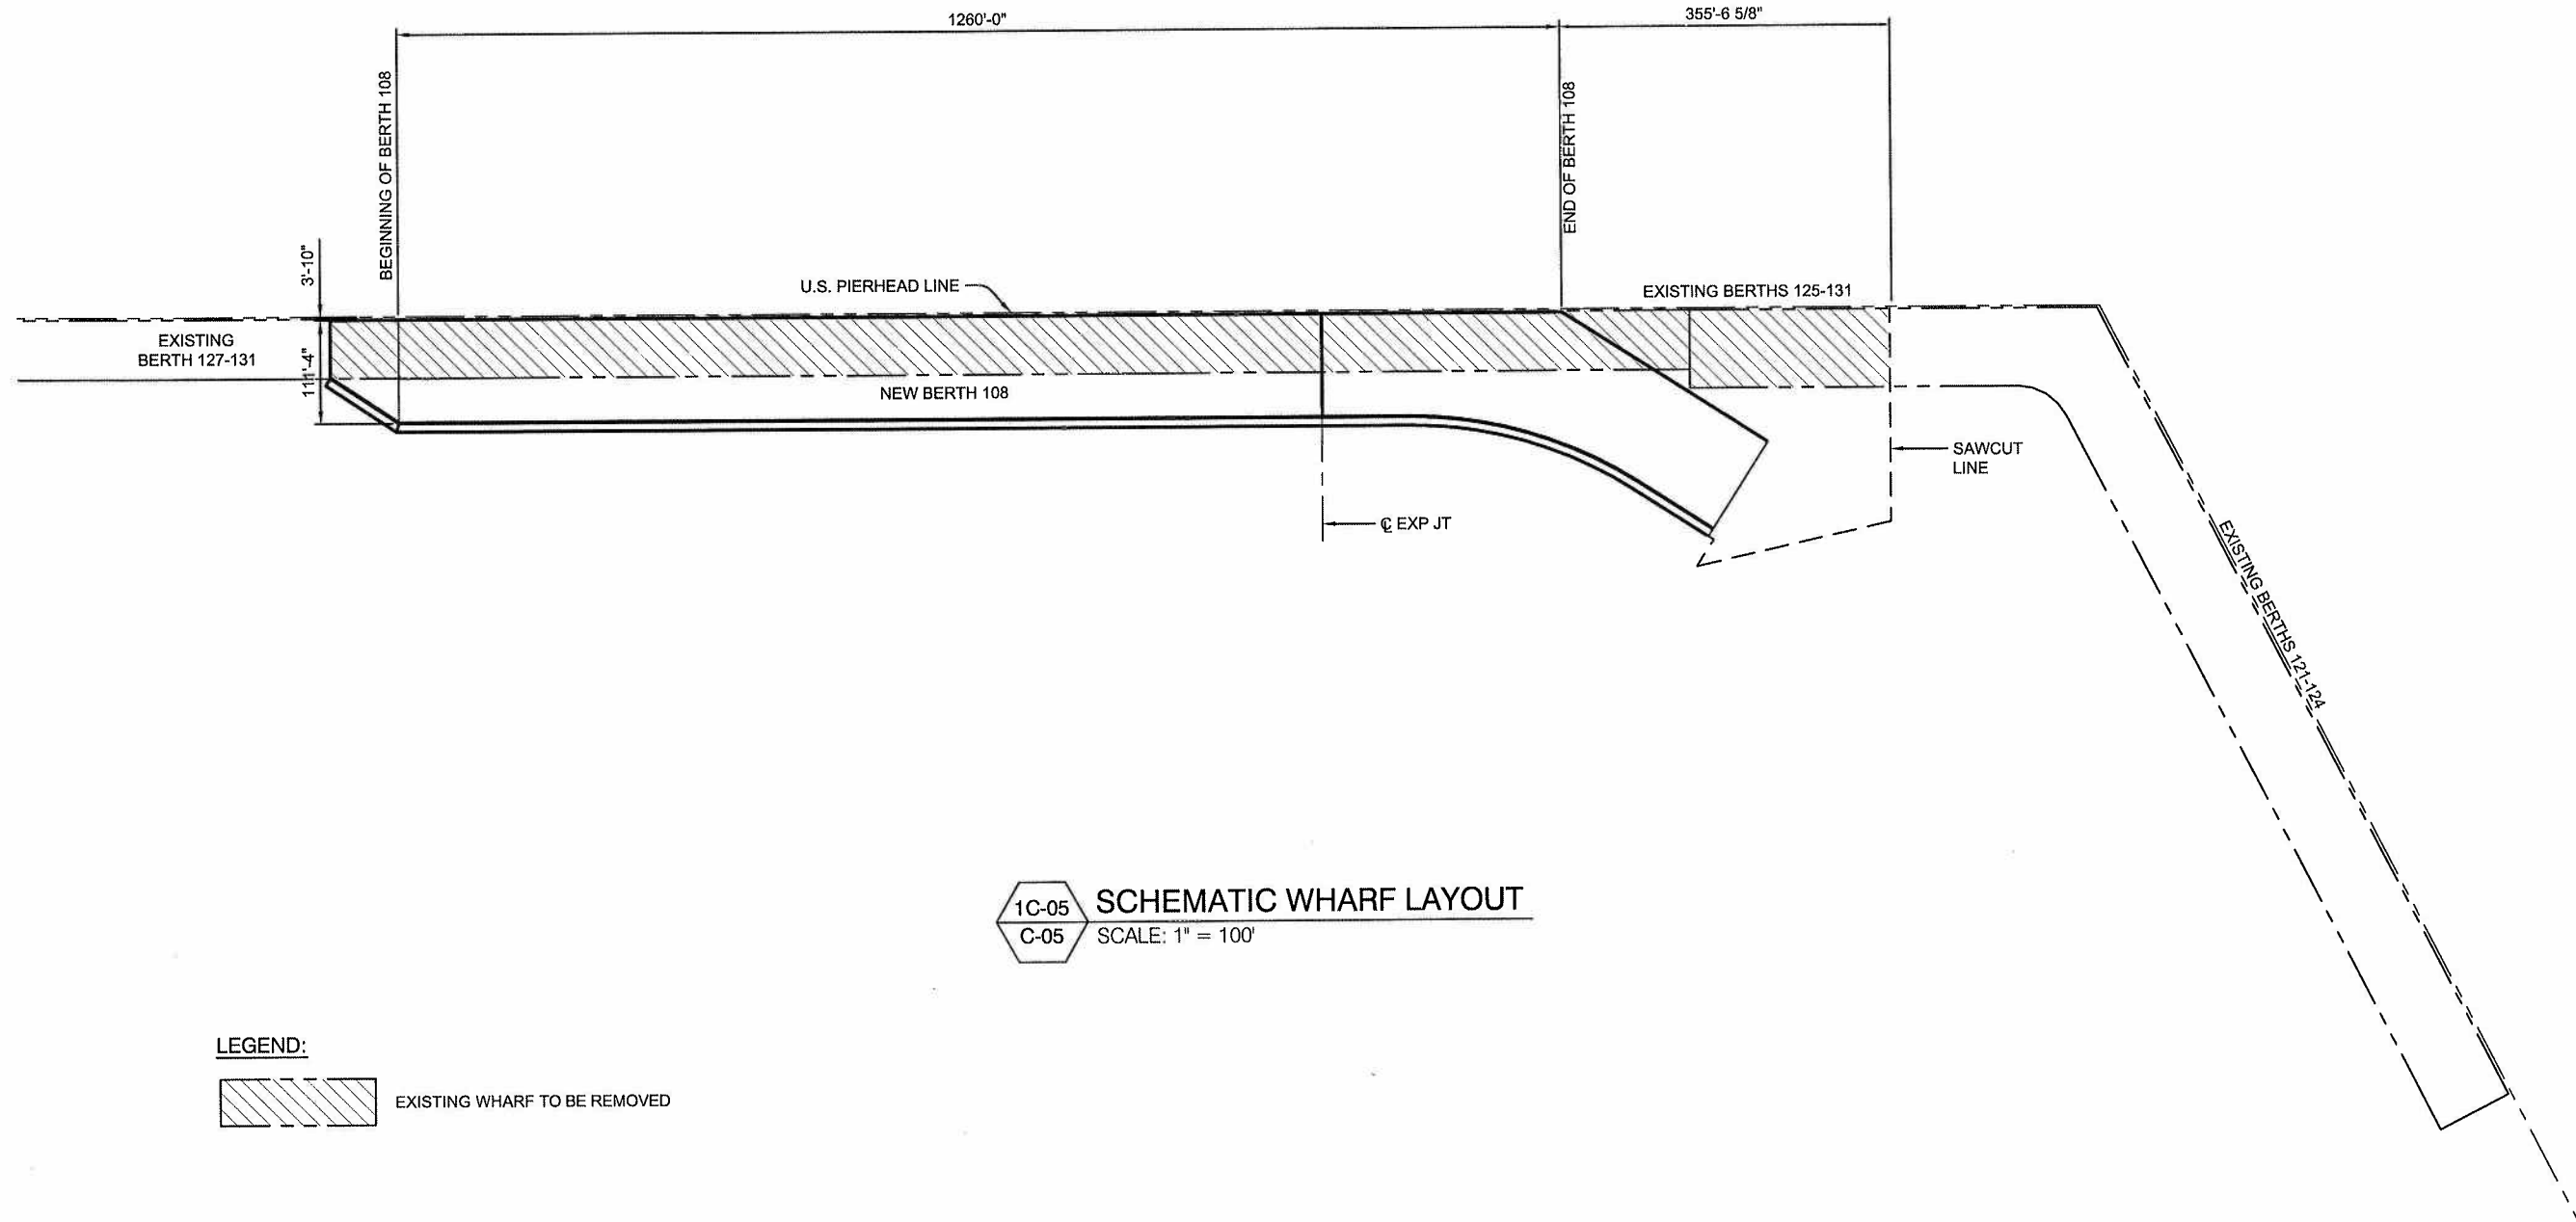 1260'-0"
355'-6 5/8"
BEGINNING OF BERTH 108
END OF BERTH 108
3'-10"
U.S. PIERHEAD LINE
EXISTING BERTHS 125-131
EXISTING
BERTH 127-131
111'-4"
NEW BERTH 108
SAWCUT
LINE
℄ EXP JT
EXISTING BERTHS 121-124
1C-05
C-05
SCHEMATIC WHARF LAYOUT
SCALE: 1" = 100'
LEGEND:
EXISTING WHARF TO BE REMOVED